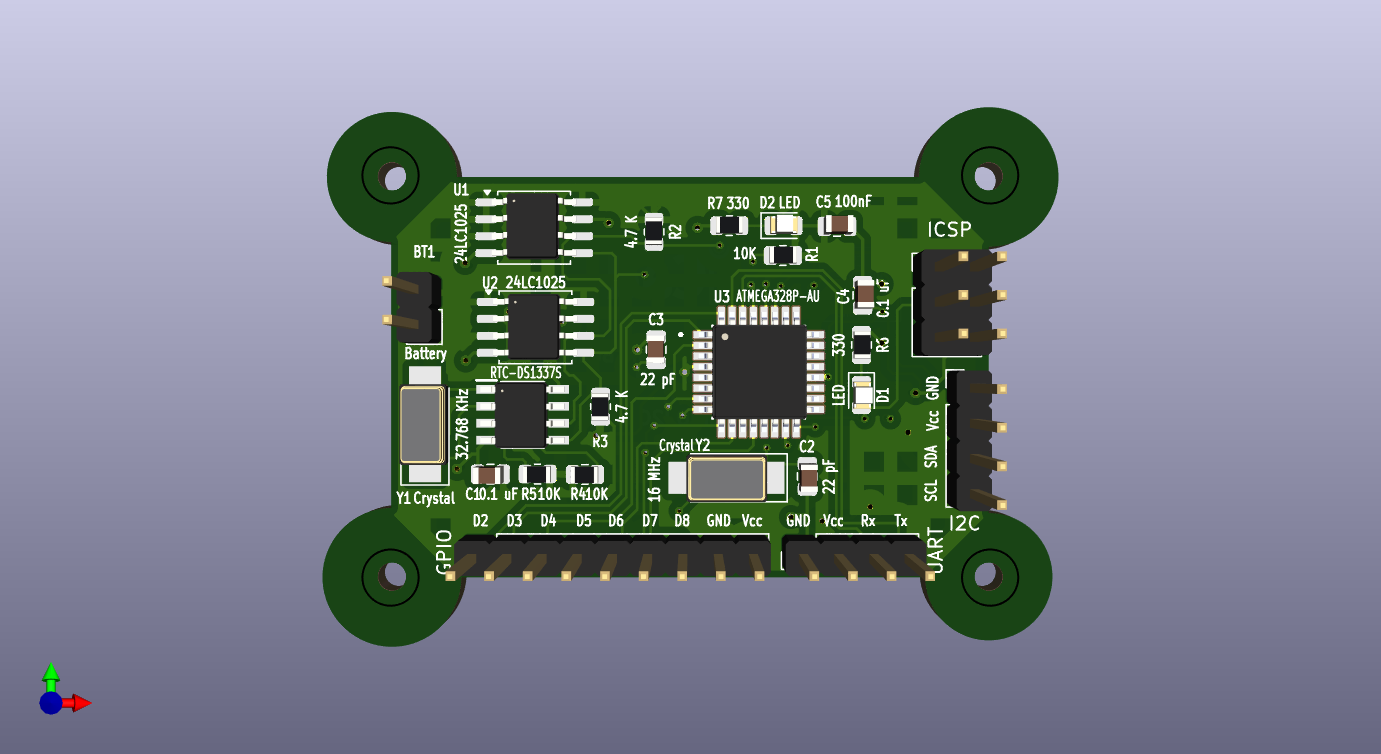 U1
24LC1025
4.7 K
R2
R7 330
D2 LED
C5 100nF
ICSP
BT1
10K
R1
U2 24LC1025
U3 ATMEGA328P-AU
C4
C.1 uF
C3
330
R3
Battery
22 pF
RTC-DS1337S
LED
D1
GND
32.768 KHz
4.7 K
R3
Vcc
Crystal Y2
C2
SDA
16 MHz
22 pF
SCL
Y1 Crystal
C10.1 uF
R510K
R410K
D2 D3 D4 D5 D6 D7 D8 GND Vcc
GND Vcc Rx Tx
I2C
GPIO
UART